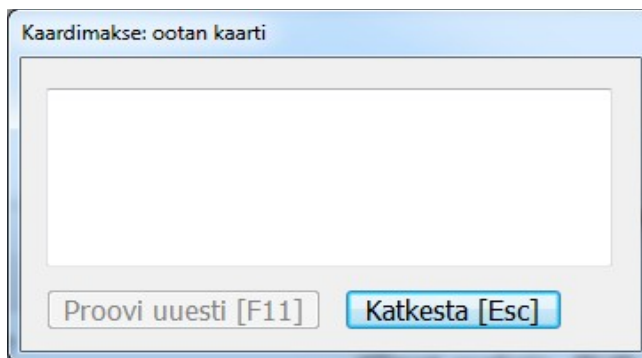 Kaardimakse: ootan kaarti
Proovi uuesti [F11] Katkesta [Esc]